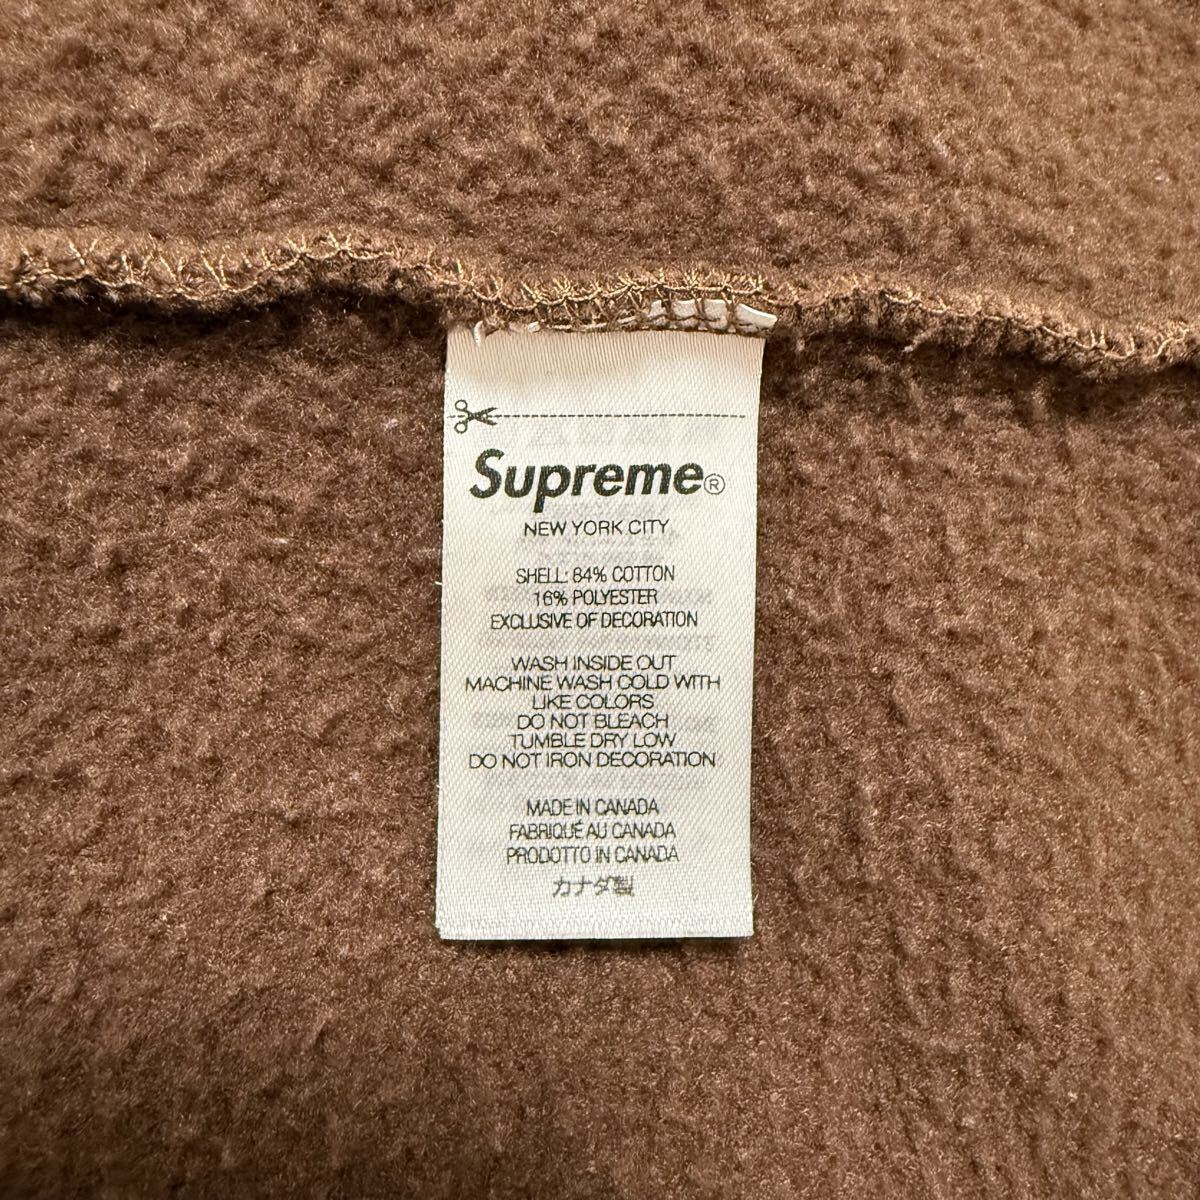 Supreme®
NEW YORK CITY
SHELL: 84% COTTON
16% POLYESTER
EXCLUSIVE OF DECORATION
WASH INSIDE OUT
MACHINE WASH COLD WITH
LIKE COLORS
DO NOT BLEACH
TUMBLE DRY LOW
DO NOT IRON DECORATION
MADE IN CANADA
FABRIQUÉ AU CANADA
PRODOTTO IN CANADA
カナダ製